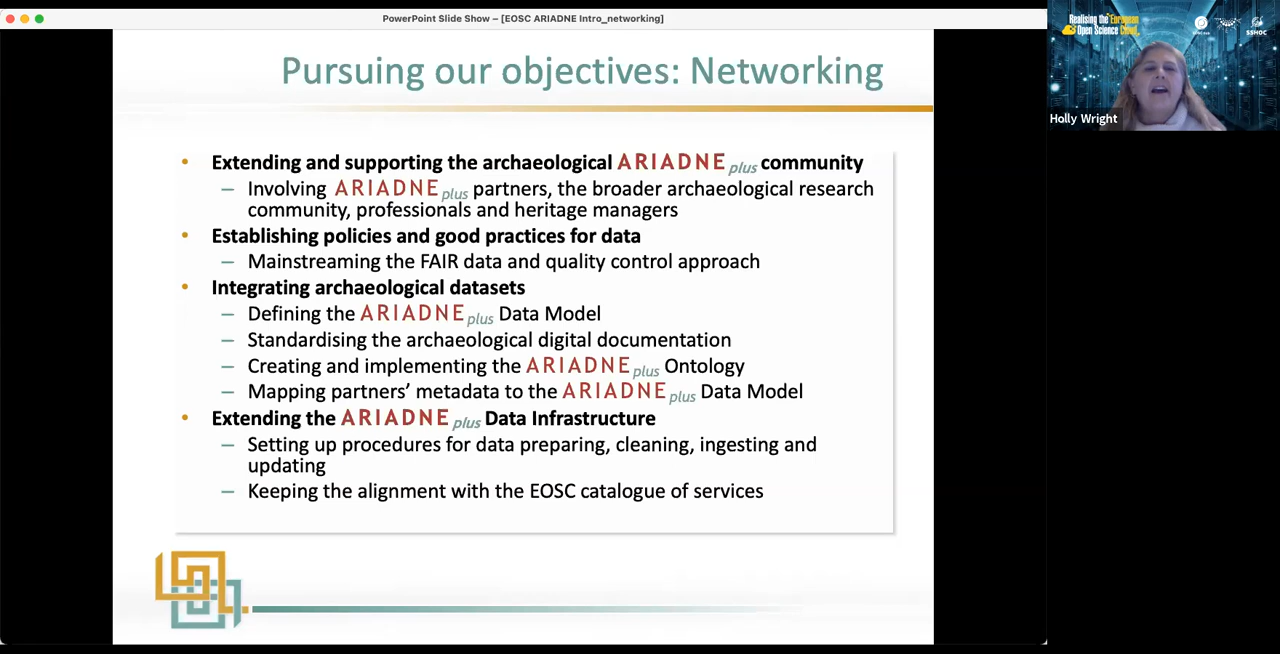 PowerPoint Slide Show – [EOSC ARIADNE Intro_networking]
Realising the European
Open Science Cloud
SSHOC
Holly Wright
Pursuing our objectives: Networking
• Extending and supporting the archaeological ARIADNE plus community
– Involving ARIADNE plus partners, the broader archaeological research
community, professionals and heritage managers
• Establishing policies and good practices for data
– Mainstreaming the FAIR data and quality control approach
• Integrating archaeological datasets
– Defining the ARIADNE plus Data Model
– Standardising the archaeological digital documentation
– Creating and implementing the ARIADNE plus Ontology
– Mapping partners’ metadata to the ARIADNE plus Data Model
• Extending the ARIADNE plus Data Infrastructure
– Setting up procedures for data preparing, cleaning, ingesting and
updating
– Keeping the alignment with the EOSC catalogue of services